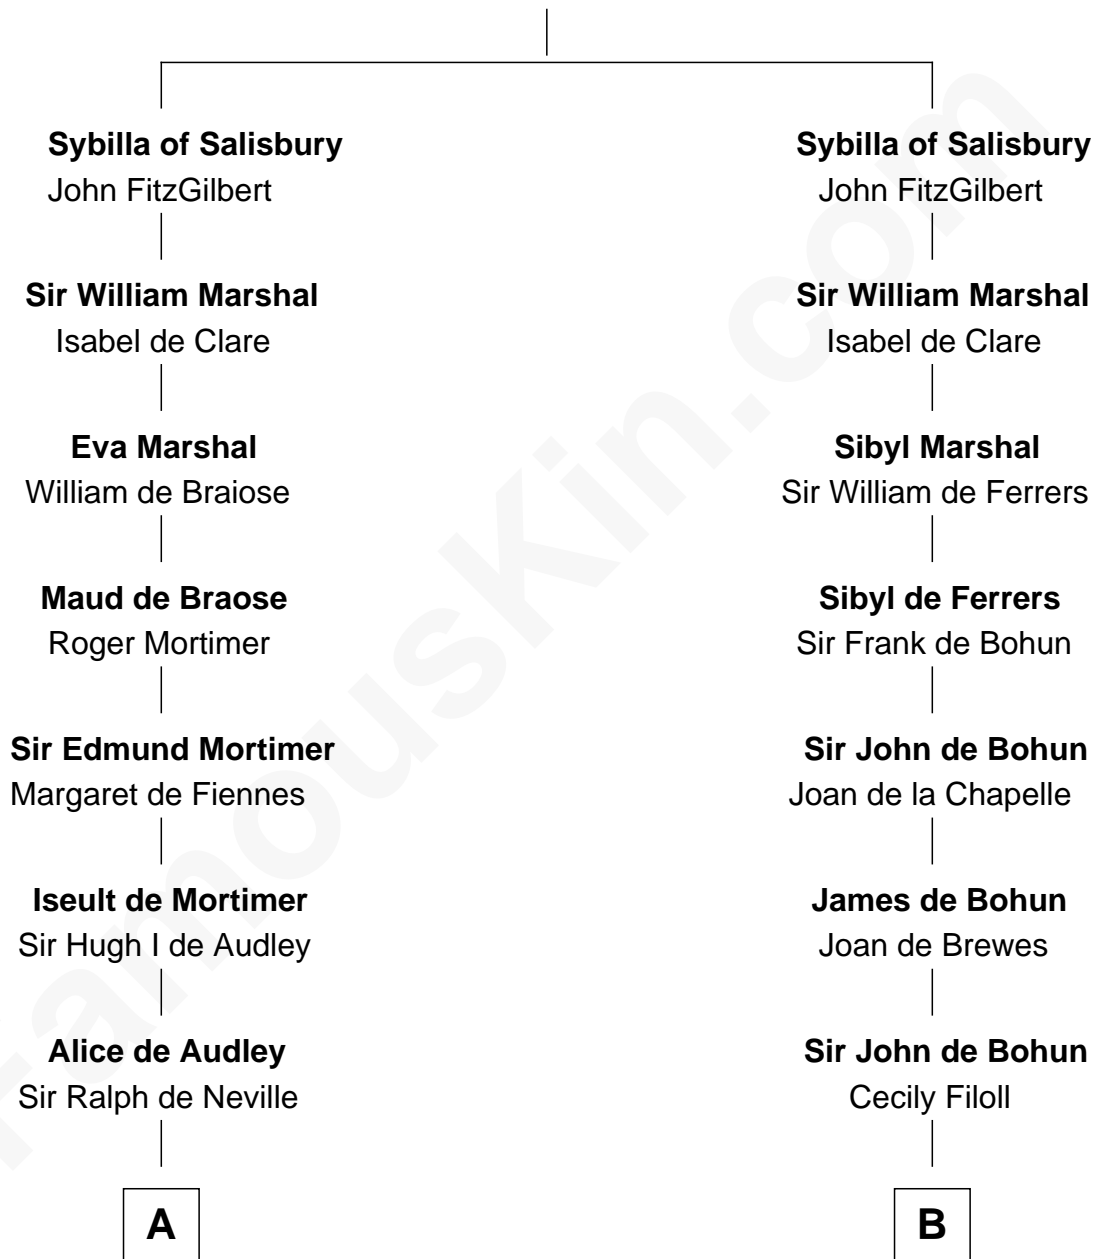 Sybilla of Salisbury
John FitzGilbert
Sir William Marshal
Isabel de Clare
Eva Marshal
William de Braiose
Maud de Braose
Roger Mortimer
Sir Edmund Mortimer
Margaret de Fiennes
Iseult de Mortimer
Sir Hugh I de Audley
Alice de Audley
Sir Ralph de Neville
A
Sybilla of Salisbury
John FitzGilbert
Sir William Marshal
Isabel de Clare
Sibyl Marshal
Sir William de Ferrers
Sibyl de Ferrers
Sir Frank de Bohun
Sir John de Bohun
Joan de la Chapelle
James de Bohun
Joan de Brewes
Sir John de Bohun
Cecily Filoll
B
FamousKin.com